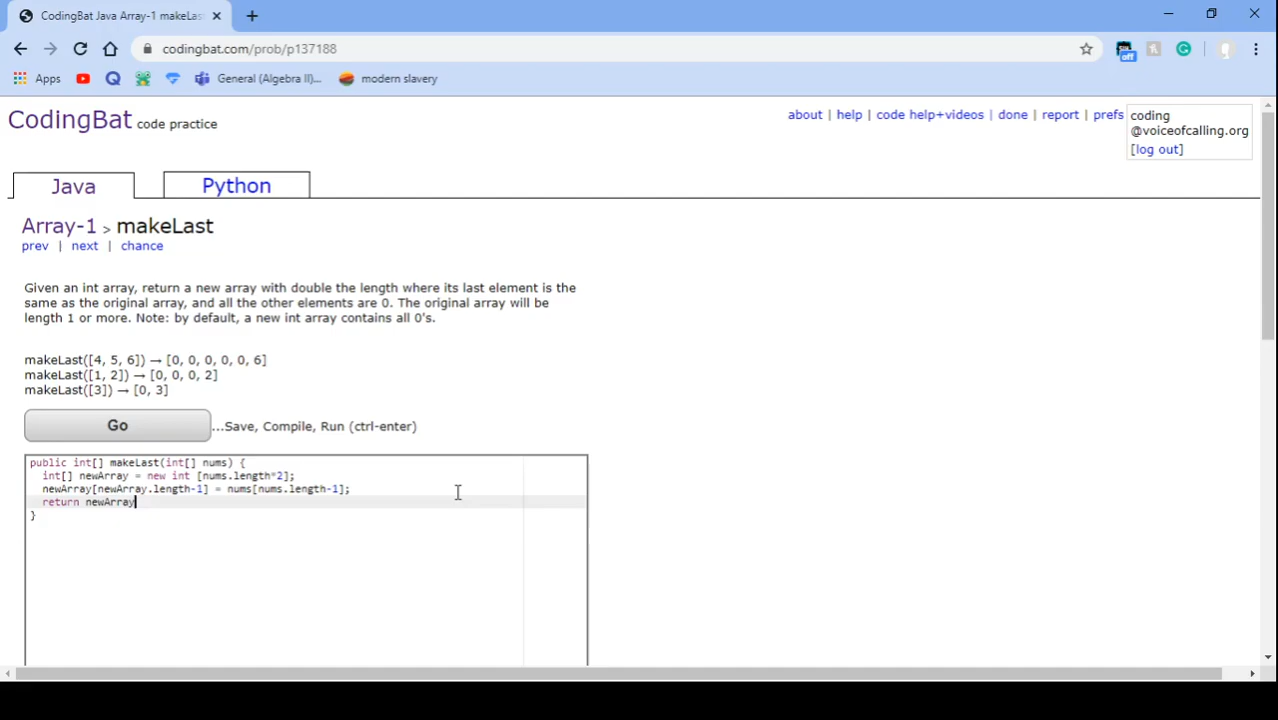 CodingBat Java Array-1 makeLas
codingbat.com/prob/p137188
off
Apps
General (Algebra II)...
modern slavery
CodingBat code practice
about | help | code help+videos | done | report | prefs
coding
@voiceofcalling.org
[log out]
Java
Python
Array-1 > makeLast
prev | next | chance
Given an int array, return a new array with double the length where its last element is the
same as the original array, and all the other elements are 0. The original array will be
length 1 or more. Note: by default, a new int array contains all 0's.
makeLast([4, 5, 6]) → [0, 0, 0, 0, 0, 6]
makeLast([1, 2]) → [0, 0, 0, 2]
makeLast([3]) → [0, 3]
Go
...Save, Compile, Run (ctrl-enter)
public int[] makeLast(int[] nums) {
int[] newArray = new int [nums.length*2];
newArray[newArray.length-1] = nums[nums.length-1];
return newArray
}